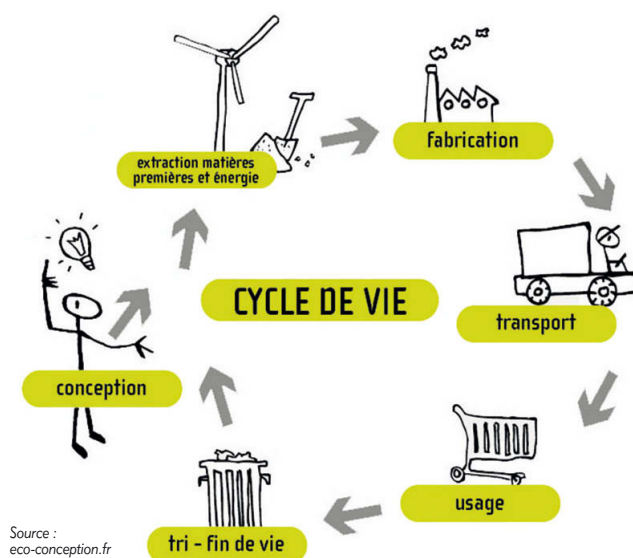 extraction matières
premières et énergie
fabrication
CYCLE DE VIE
transport
conception
usage
tri - fin de vie
Source :
eco-conception.fr